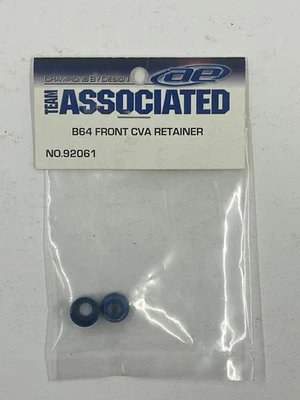 CHAMPIONS BY DESIGN
ae
TEAM ASSOCIATED
B64 FRONT CVA RETAINER
NO.92061